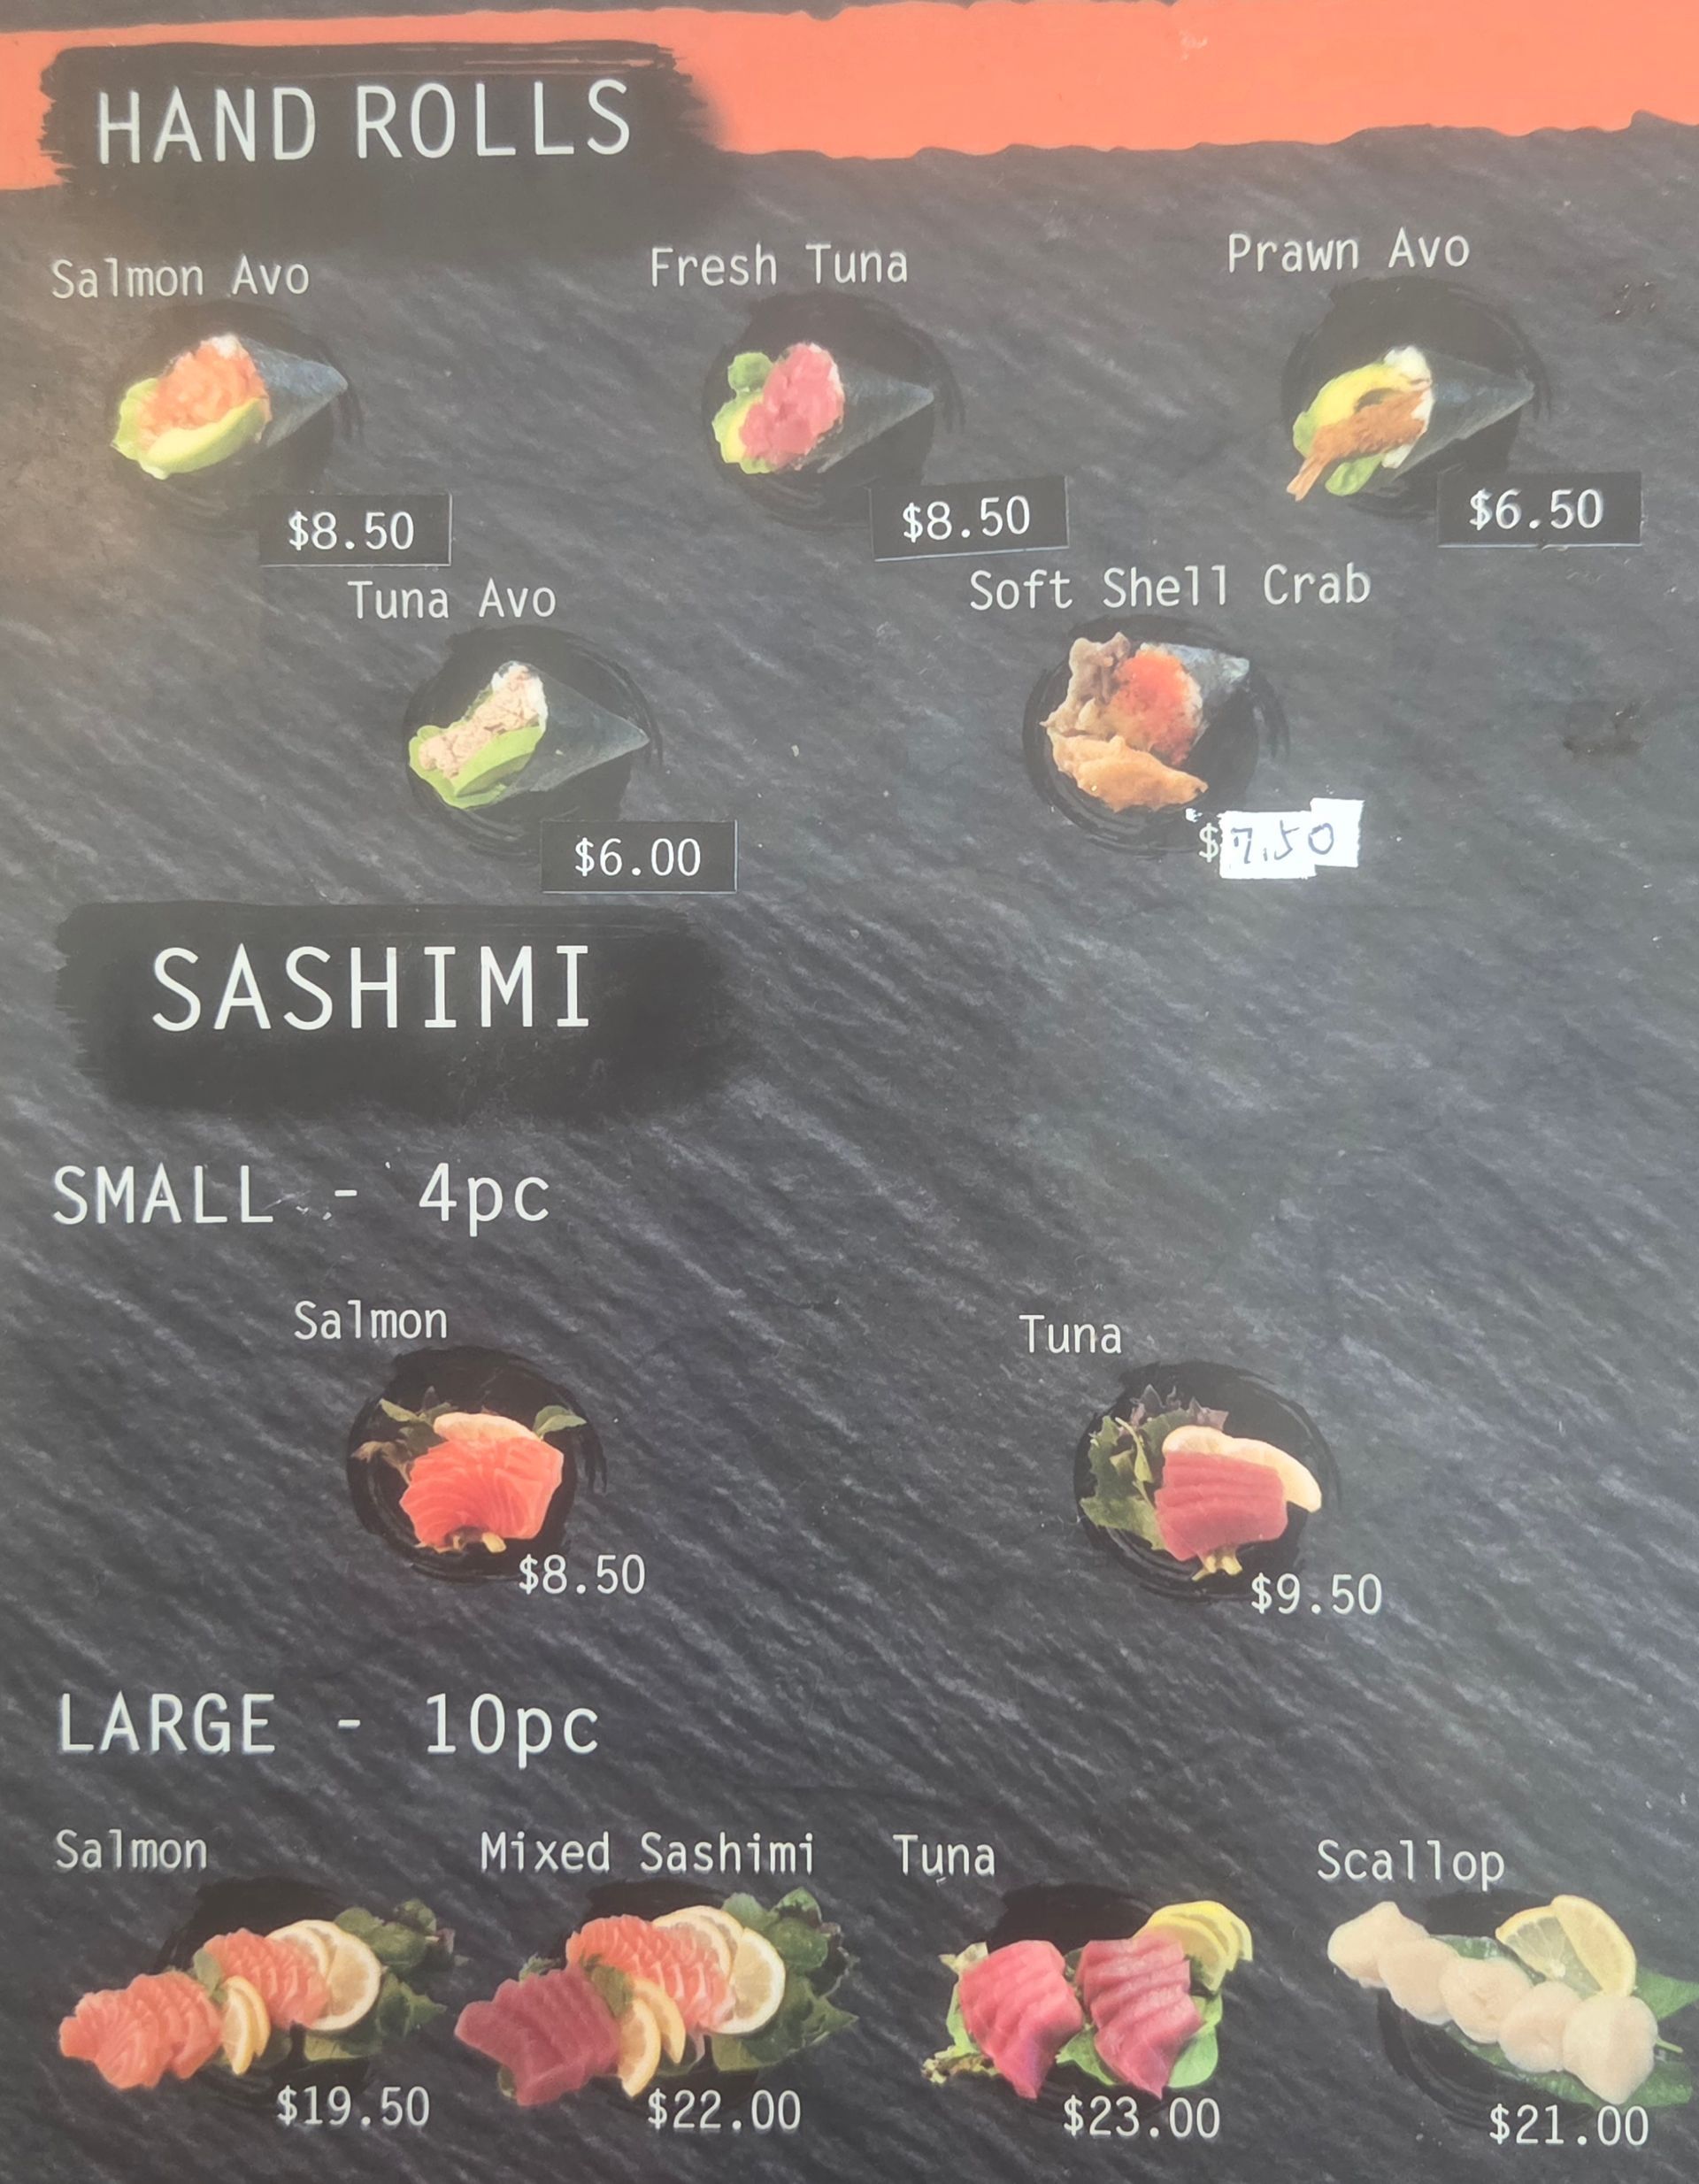 HAND ROLLS
Salmon Avo
Fresh Tuna
Prawn Avo
$8.50
$8.50
$6.50
Tuna Avo
Soft Shell Crab
$6.00
$7.50
SASHIMI
SMALL - 4pc
Salmon
Tuna
$8.50
$9.50
LARGE - 10pc
Salmon
Mixed Sashimi
Tuna
Scallop
$19.50
$22.00
$23.00
$21.00